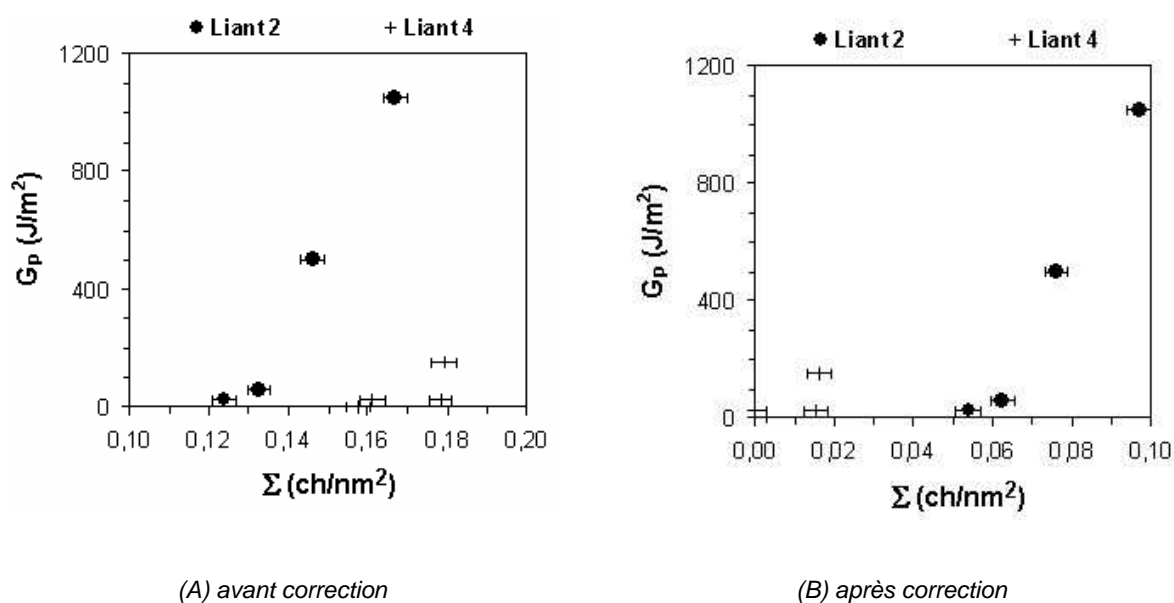 Liant 2 Liant 4
1200
800
400
0
Gp (J/m²)
0,10 0,12 0,14 0,16 0,18 0,20
Σ (ch/nm²)
(A) avant correction
Liant 2 Liant 4
1200
800
400
0
Gp (J/m²)
0,00 0,02 0,04 0,06 0,08 0,10
Σ (ch/nm²)
(B) après correction